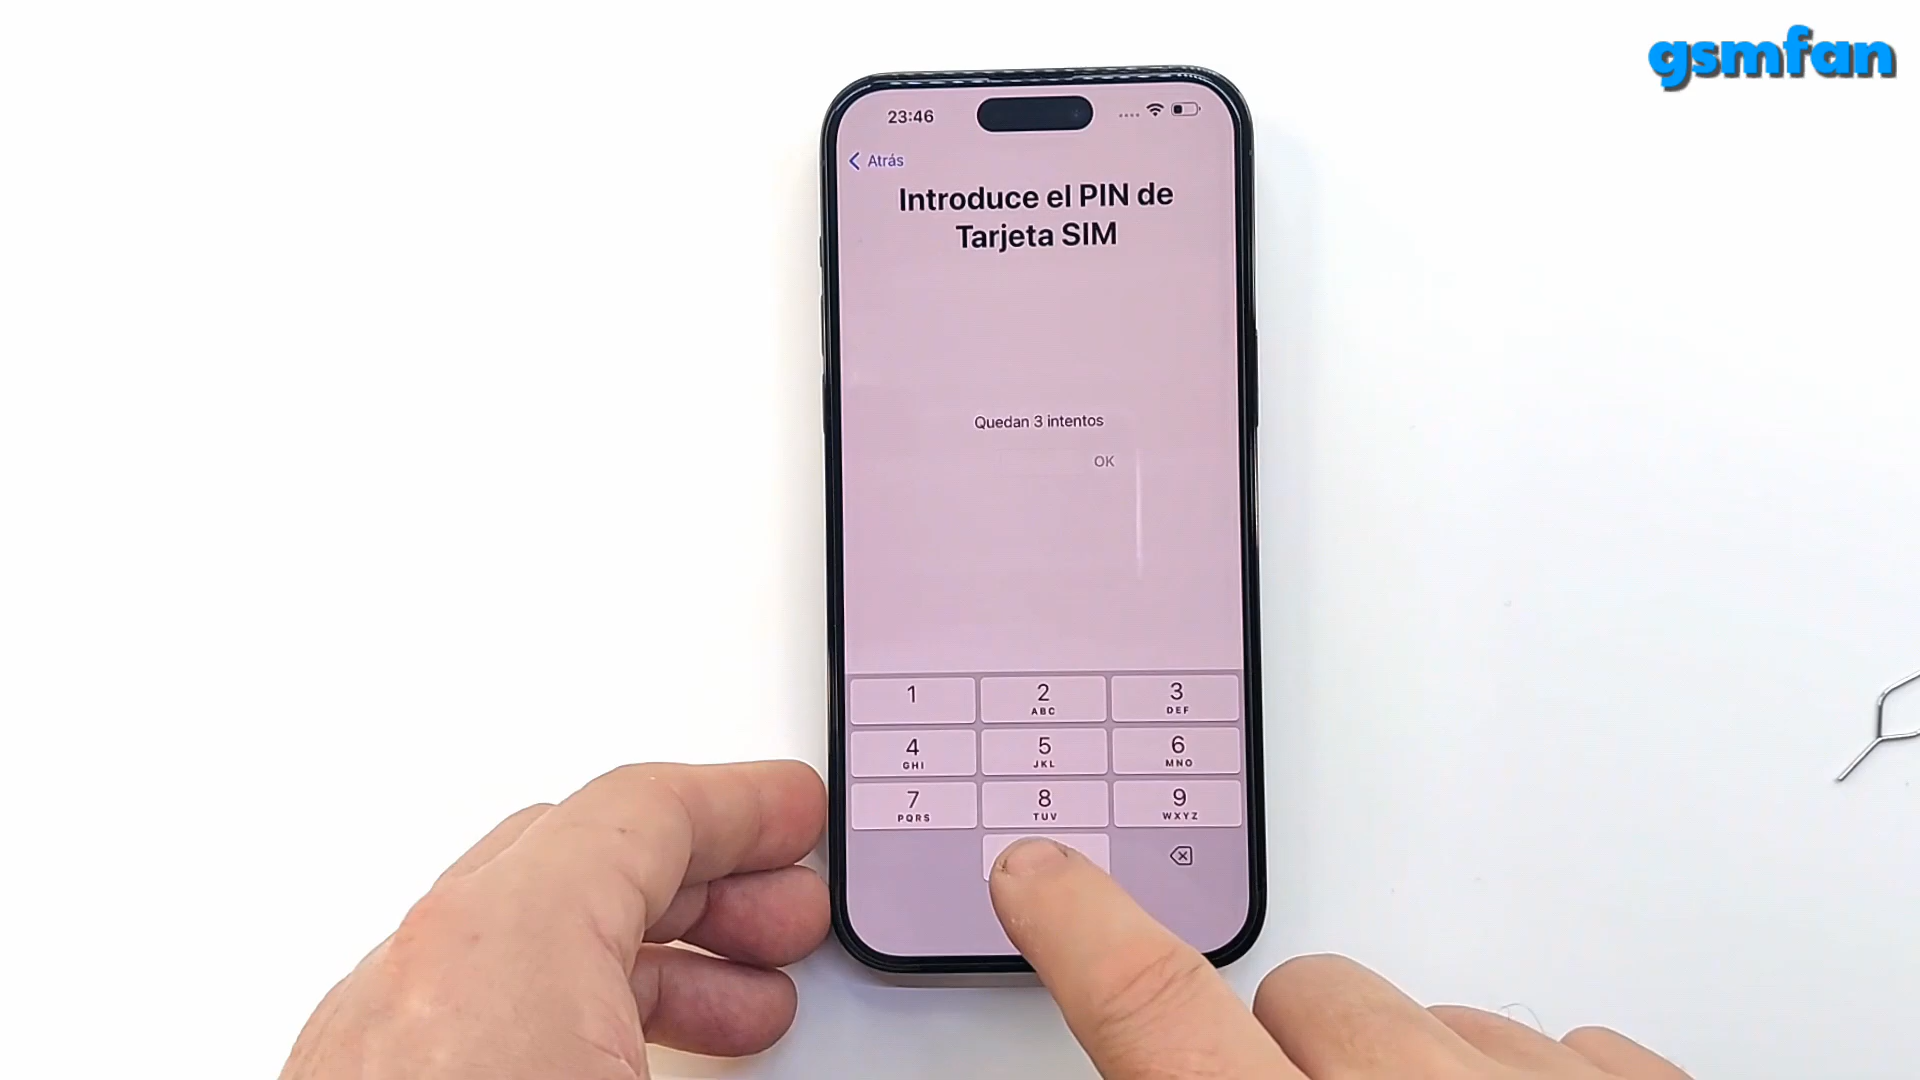 gsmfan
23:46
Atrás
Introduce el PIN de
Tarjeta SIM
Quedan 3 intentos
OK
1
2
ABC
3
DEF
4
GHI
5
JKL
6
MNO
7
PQRS
8
TUV
9
WXYZ